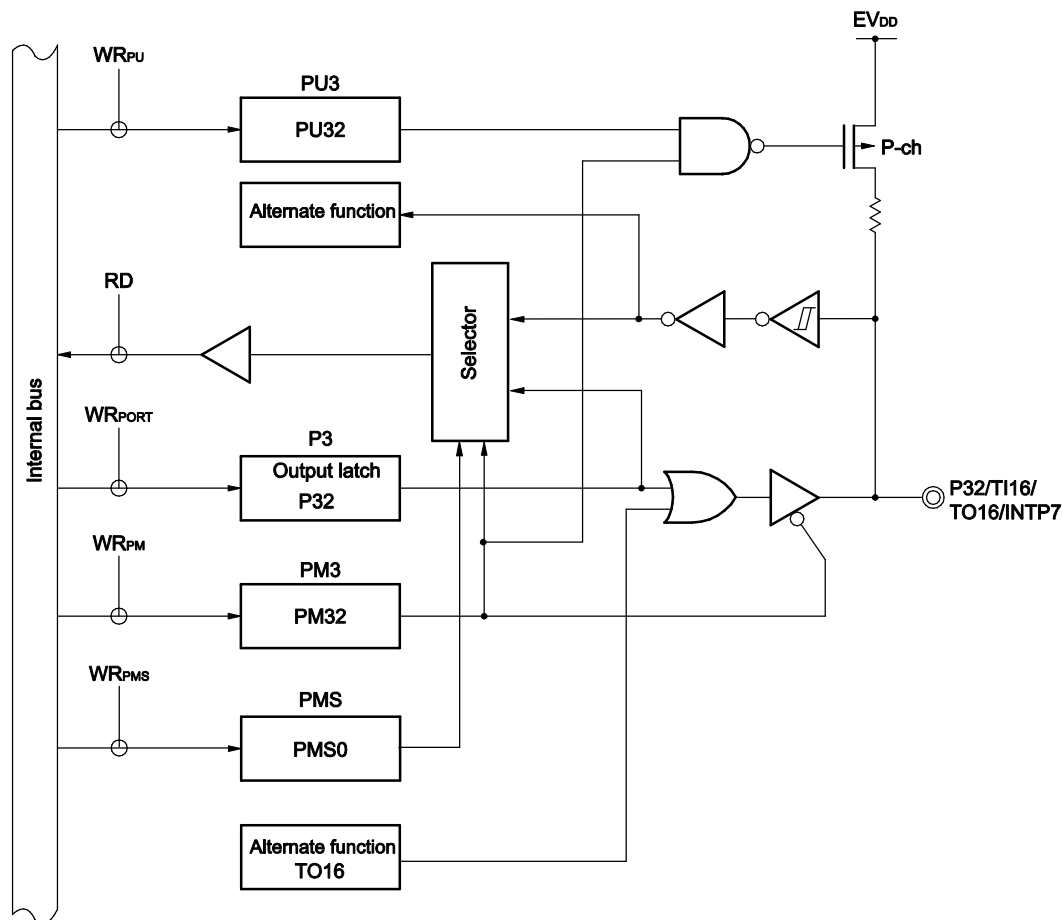 EVDD
WRPU
PU3
PU32
P-ch
Alternate function
RD
Selector
Internal bus
WRPORT
P3
Output latch
P32
P32/TI16/
TO16/INTP7
WRPM
PM3
PM32
WRPMS
PMS
PMS0
Alternate function
TO16